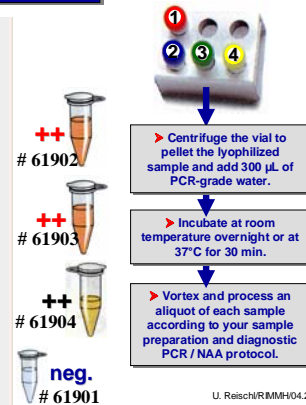 1
2
3
4
++
# 61902
++
# 61903
++
# 61904
neg.
# 61901
➤ Centrifuge the vial to
pellet the lyophilized
sample and add 300 µL of
PCR-grade water.
➤ Incubate at room
temperature overnight or at
37°C for 30 min.
➤ Vortex and process an
aliquot of each sample
according to your sample
preparation and diagnostic
PCR / NAA protocol.
U. Reischl/RIMMH/04.2